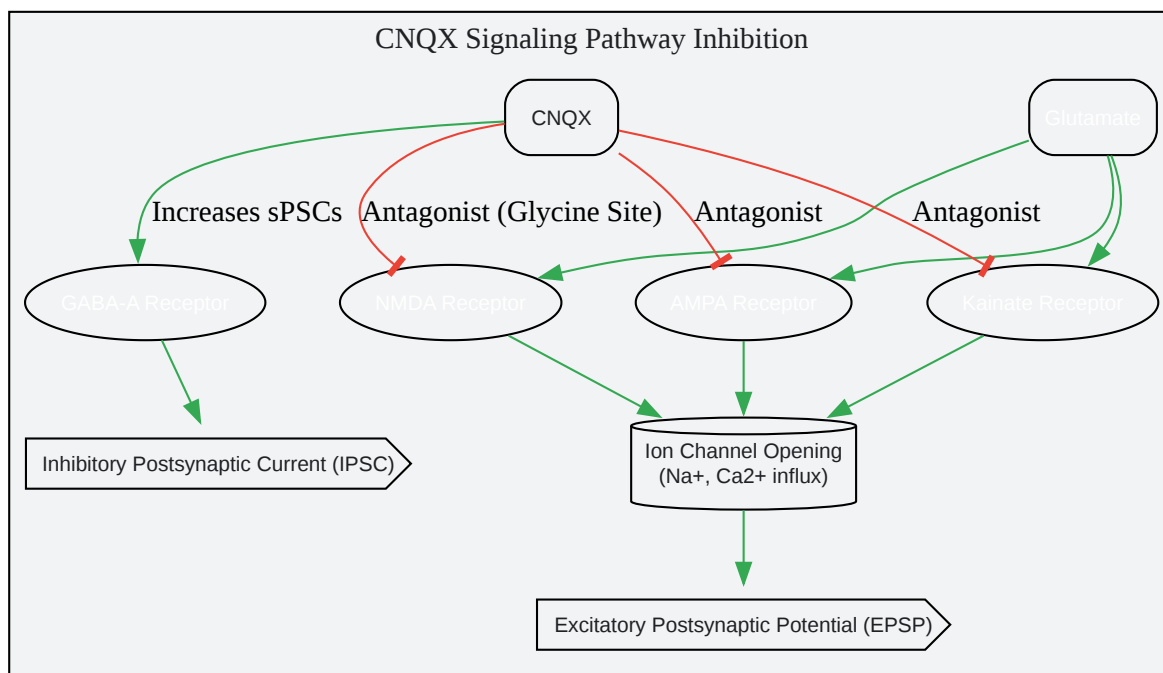 CNQX Signaling Pathway Inhibition
CNQX
Glutamate
Increases sPSCs
Antagonist (Glycine Site)
Antagonist
Antagonist
GABA-A Receptor
NMDA Receptor
AMPA Receptor
Kainate Receptor
Ion Channel Opening
(Na+, Ca2+ influx)
Inhibitory Postsynaptic Current (IPSC)
Excitatory Postsynaptic Potential (EPSP)